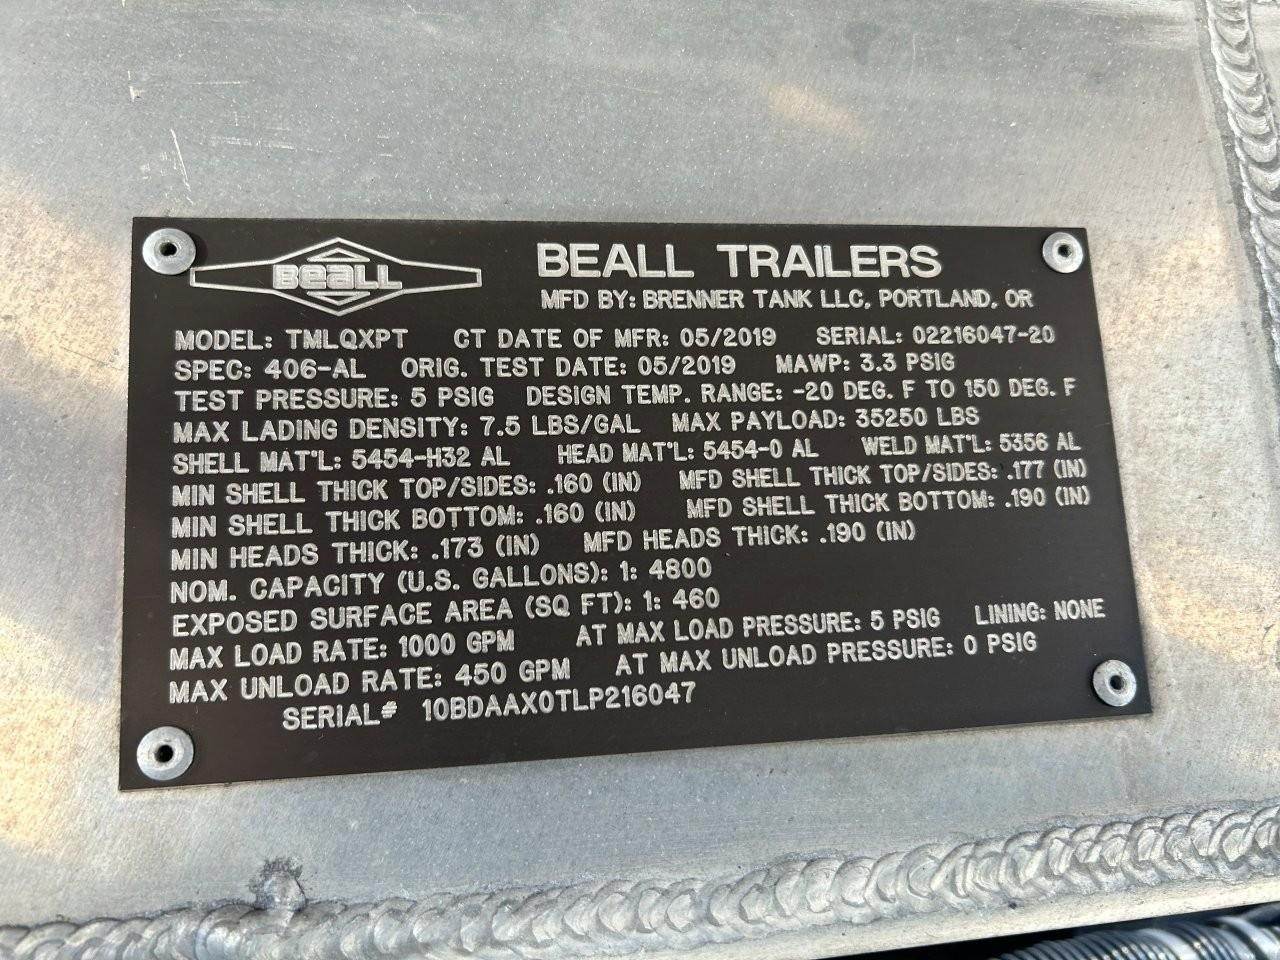 BEALL
BEALL TRAILERS
MFD BY: BRENNER TANK LLC, PORTLAND, OR
MODEL: TMLQXPT CT DATE OF MFR: 05/2019 SERIAL: 02216047-20
SPEC: 406-AL ORIG. TEST DATE: 05/2019 MAWP: 3.3 PSIG
TEST PRESSURE: 5 PSIG DESIGN TEMP. RANGE: -20 DEG. F TO 150 DEG. F
MAX LADING DENSITY: 7.5 LBS/GAL MAX PAYLOAD: 35250 LBS
SHELL MAT'L: 5454-H32 AL HEAD MAT'L: 5454-0 AL WELD MAT'L: 5356 AL
MIN SHELL THICK TOP/SIDES: .160 (IN) MFD SHELL THICK TOP/SIDES: .177 (IN)
MIN SHELL THICK BOTTOM: .160 (IN) MFD SHELL THICK BOTTOM: .190 (IN)
MIN HEADS THICK: .173 (IN) MFD HEADS THICK: .190 (IN)
NOM. CAPACITY (U.S. GALLONS): 1: 4800
EXPOSED SURFACE AREA (SQ FT): 1: 460
MAX LOAD RATE: 1000 GPM AT MAX LOAD PRESSURE: 5 PSIG LINING: NONE
MAX UNLOAD RATE: 450 GPM AT MAX UNLOAD PRESSURE: 0 PSIG
SERIAL# 10BDAAX0TLP216047